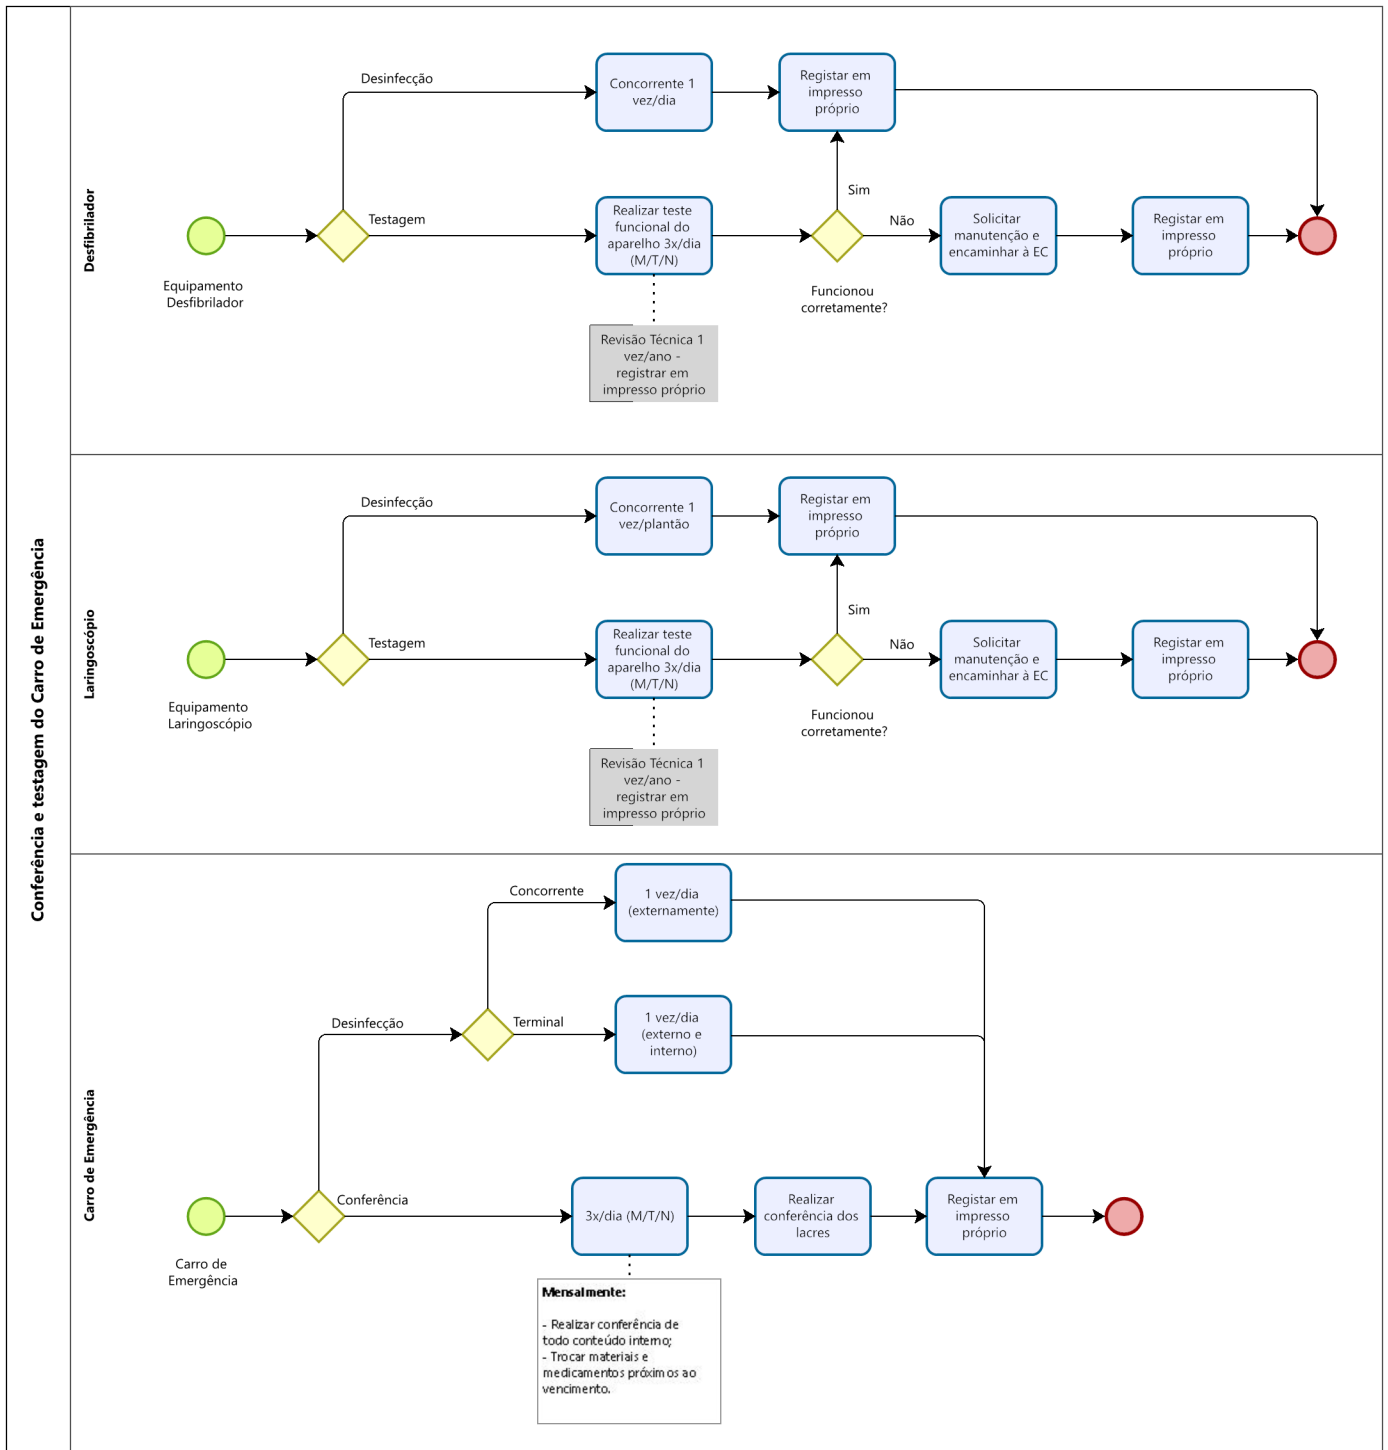 Conferência e testagem do Carro de Emergência
Desfibrilador
Equipamento
Desfibrilador
Desinfecção
Concorrente 1
vez/dia
Registar em
impresso
próprio
Testagem
Realizar teste
funcional do
aparelho 3x/dia
(M/T/N)
Revisão Técnica 1
vez/ano -
registrar em
impresso próprio
Sim
Funcionou
corretamente?
Não
Solicitar
manutenção e
encaminhar à EC
Registar em
impresso
próprio
Laringoscópio
Equipamento
Laringoscópio
Desinfecção
Concorrente 1
vez/plantão
Registar em
impresso
próprio
Testagem
Realizar teste
funcional do
aparelho 3x/dia
(M/T/N)
Revisão Técnica 1
vez/ano -
registrar em
impresso próprio
Sim
Funcionou
corretamente?
Não
Solicitar
manutenção e
encaminhar à EC
Registar em
impresso
próprio
Carro de Emergência
Carro de
Emergência
Desinfecção
Concorrente
1 vez/dia
(externamente)
Terminal
1 vez/dia
(externo e
interno)
Conferência
3x/dia (M/T/N)
Mensalmente:
- Realizar conferência de
todo conteúdo interno;
- Trocar materiais e
medicamentos próximos ao
vencimento.
Realizar
conferência dos
lacres
Registar em
impresso
próprio